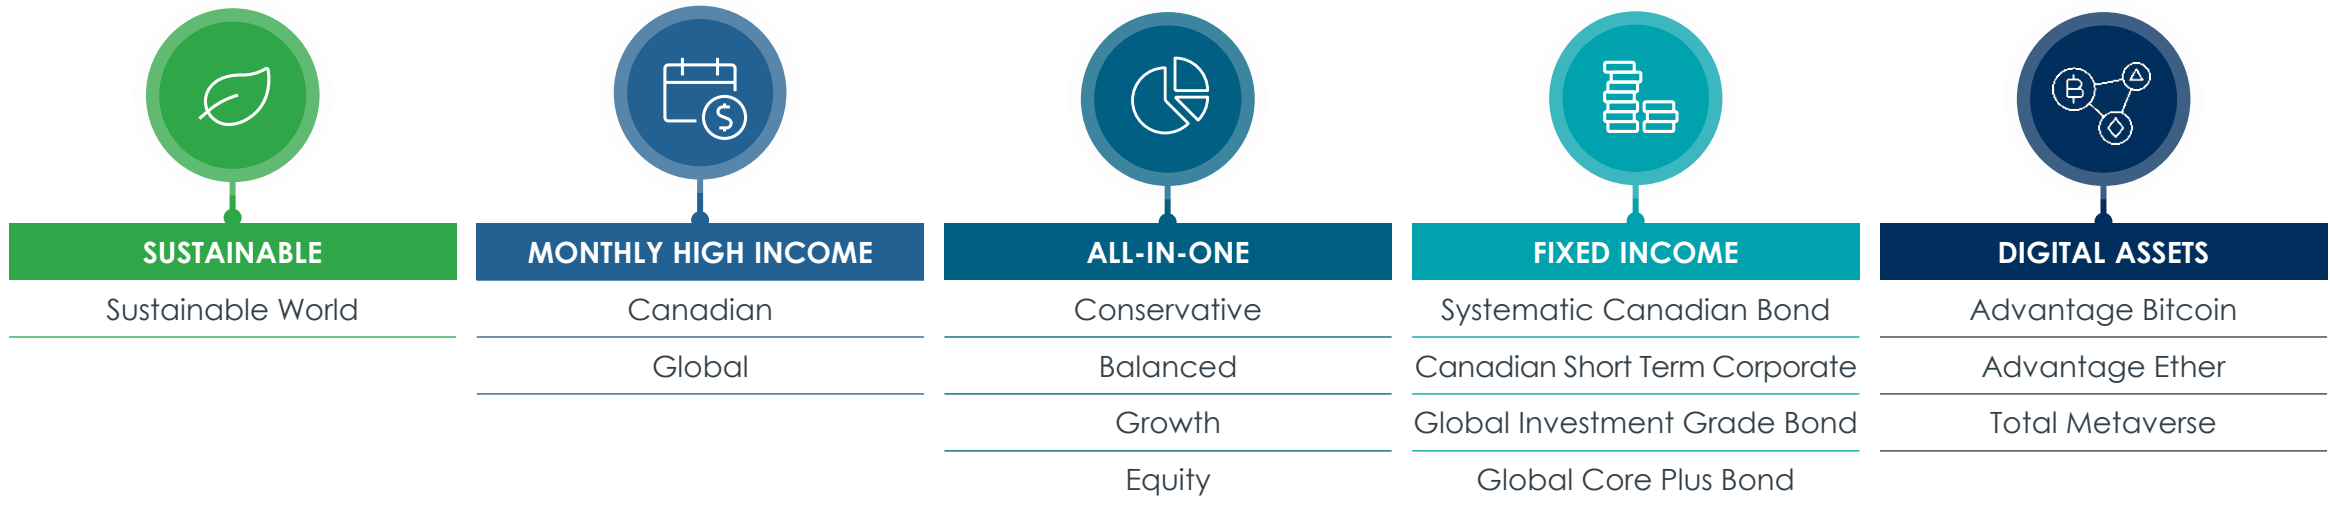 SUSTAINABLE
Sustainable World
MONTHLY HIGH INCOME
Canadian
Global
ALL-IN-ONE
Conservative
Balanced
Growth
Equity
FIXED INCOME
Systematic Canadian Bond
Canadian Short Term Corporate
Global Investment Grade Bond
Global Core Plus Bond
DIGITAL ASSETS
Advantage Bitcoin
Advantage Ether
Total Metaverse